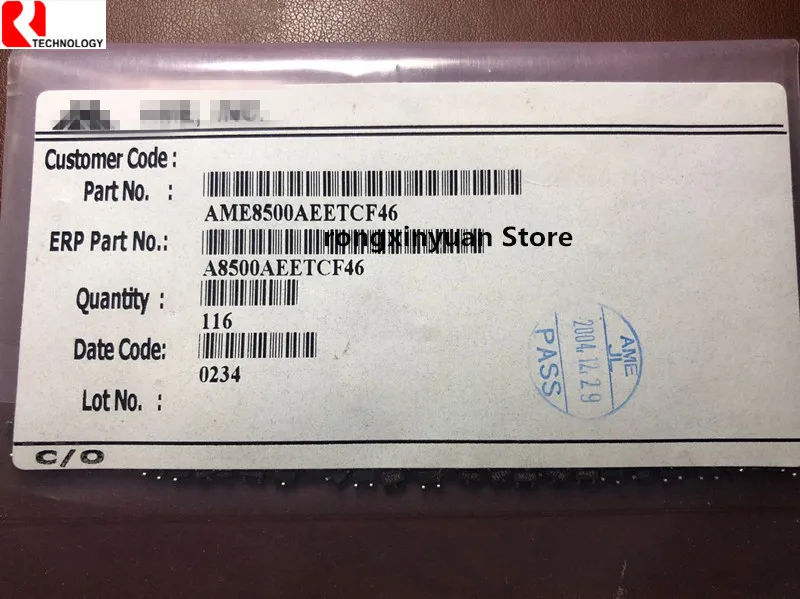 R
TECHNOLOGY
INC.
Customer Code :
Part No. :
AME8500AEETCF46
ERP Part No.:
rongxinyuan Store
A8500AEETCF46
Quantity :
116
Date Code:
0234
Lot No. :
AME
JL
2004.12.29
PASS
C/O